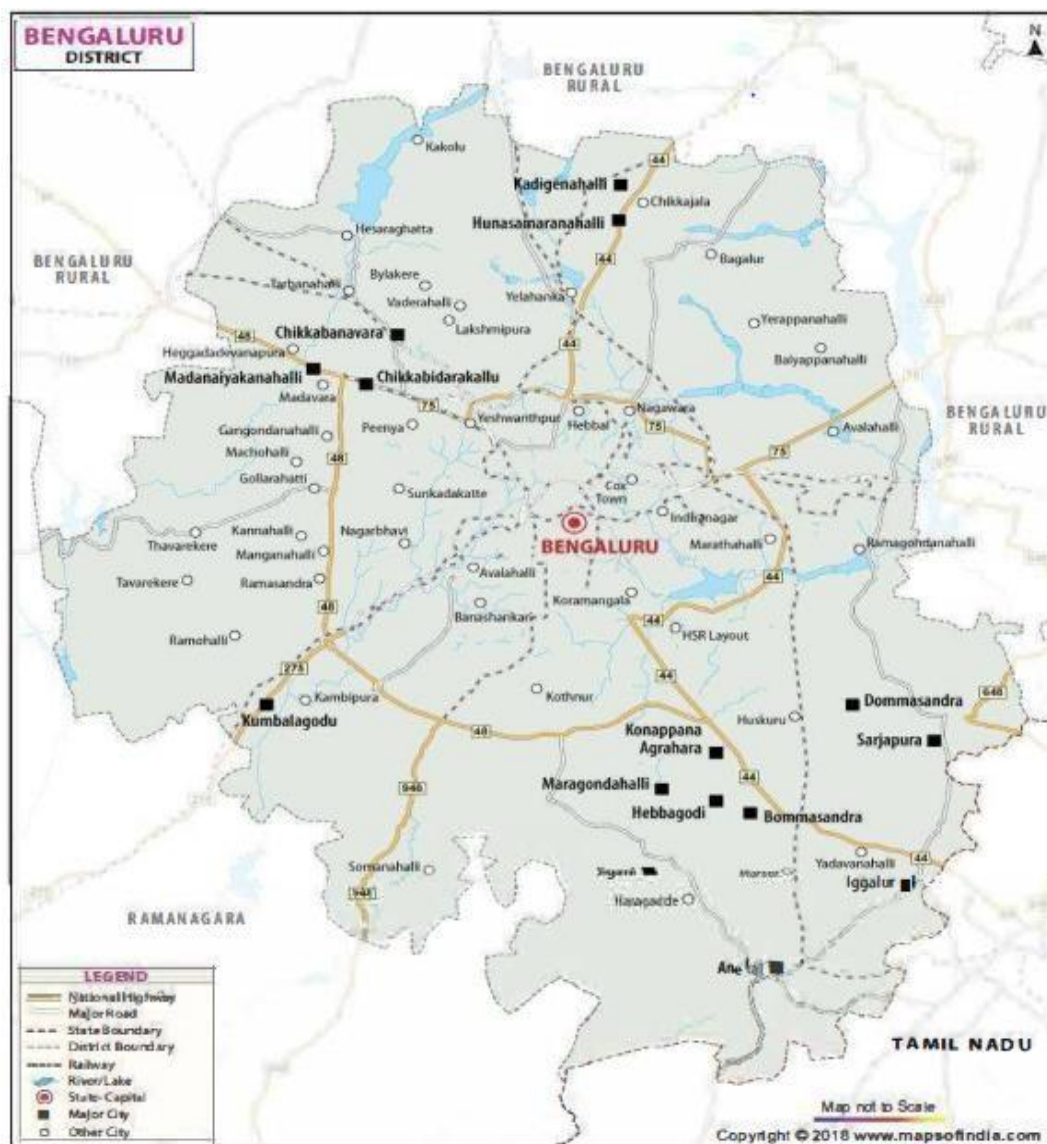 BENGALURU
DISTRICT
N
BENGALURU
RURAL
Kakolu
44
Kadigenahalli
Chikkajala
Hunasamaranahalli
Hesaraghatta
44
Bagalur
BENGALURU
RURAL
Bylakere
Tarbanahalli
Vaderahalli
Yelahanka
Lakshmipura
Yerappanahalli
Chikkabanavara
48
44
Heggadadevanapura
Balyappanahalli
Madanaiyakanahalli
Chikkabidarakallu
Madavara
75
Yeshwanthpur
Hebbal
Nagawara
BENGALURU
RURAL
Peenya
75
Avalahalli
Gangondanahalli
75
48
Machohalli
Gollarahatti
Sunkadakatte
Cox
Town
Indiranagar
Kannahalli
Nagarbhavi
BENGALURU
Marathahalli
Thavarekere
Manganahalli
Avalahalli
Tavarekere
Ramasandra
44
Koramangala
48
Banashankari
44
HSR Layout
Ramohalli
275
44
648
Kambipura
Kothnur
Dommasandra
Kumbalagodu
Huskuru
48
Konappana
Agrahara
Sarjapura
44
948
Maragondahalli
Hebbagodi
Bommasandra
Yadavanahalli
44
Somanahalli
Iggalur
948
RAMANAGARA
LEGEND
National Highway
Major Road
State Boundary
District Boundary
Railway
River/Lake
State-Capital
Major City
Other City
TAMIL NADU
Map not to Scale
Copyright © 2018 www.mapsofindia.com